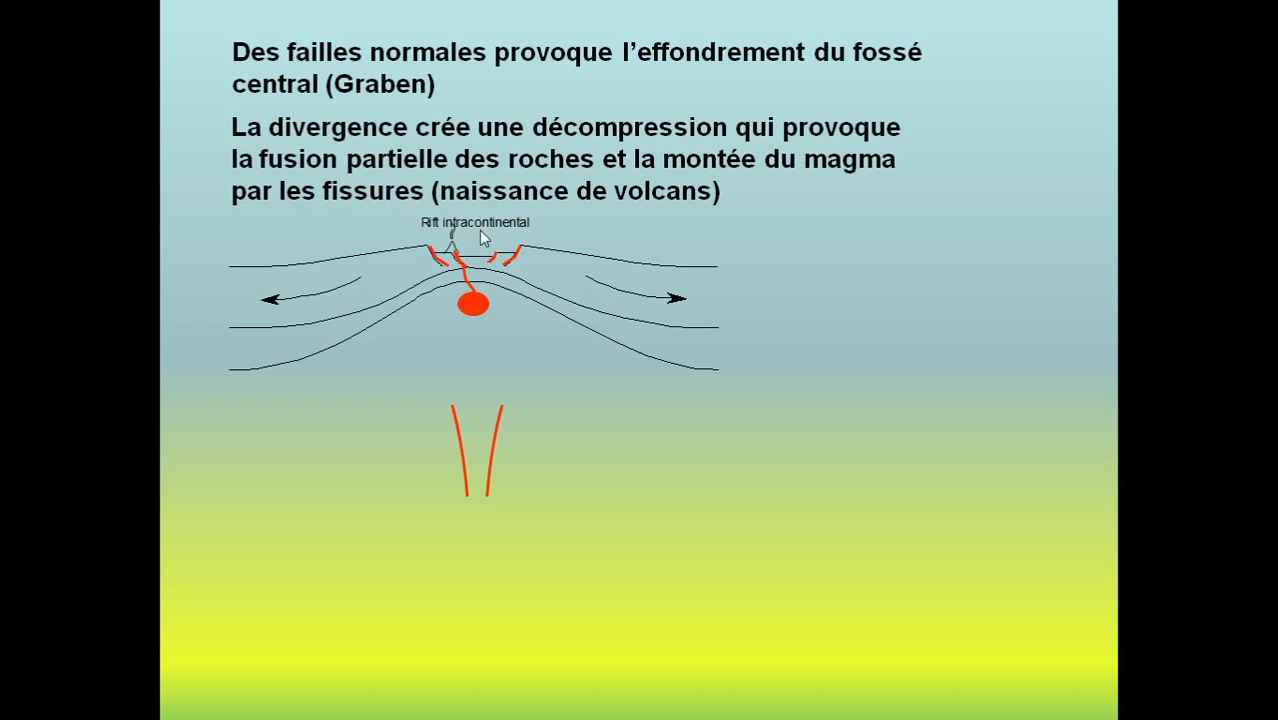 Des failles normales provoque l’effondrement du fossé
central (Graben)
La divergence crée une décompression qui provoque
la fusion partielle des roches et la montée du magma
par les fissures (naissance de volcans)
Rift intracontinental